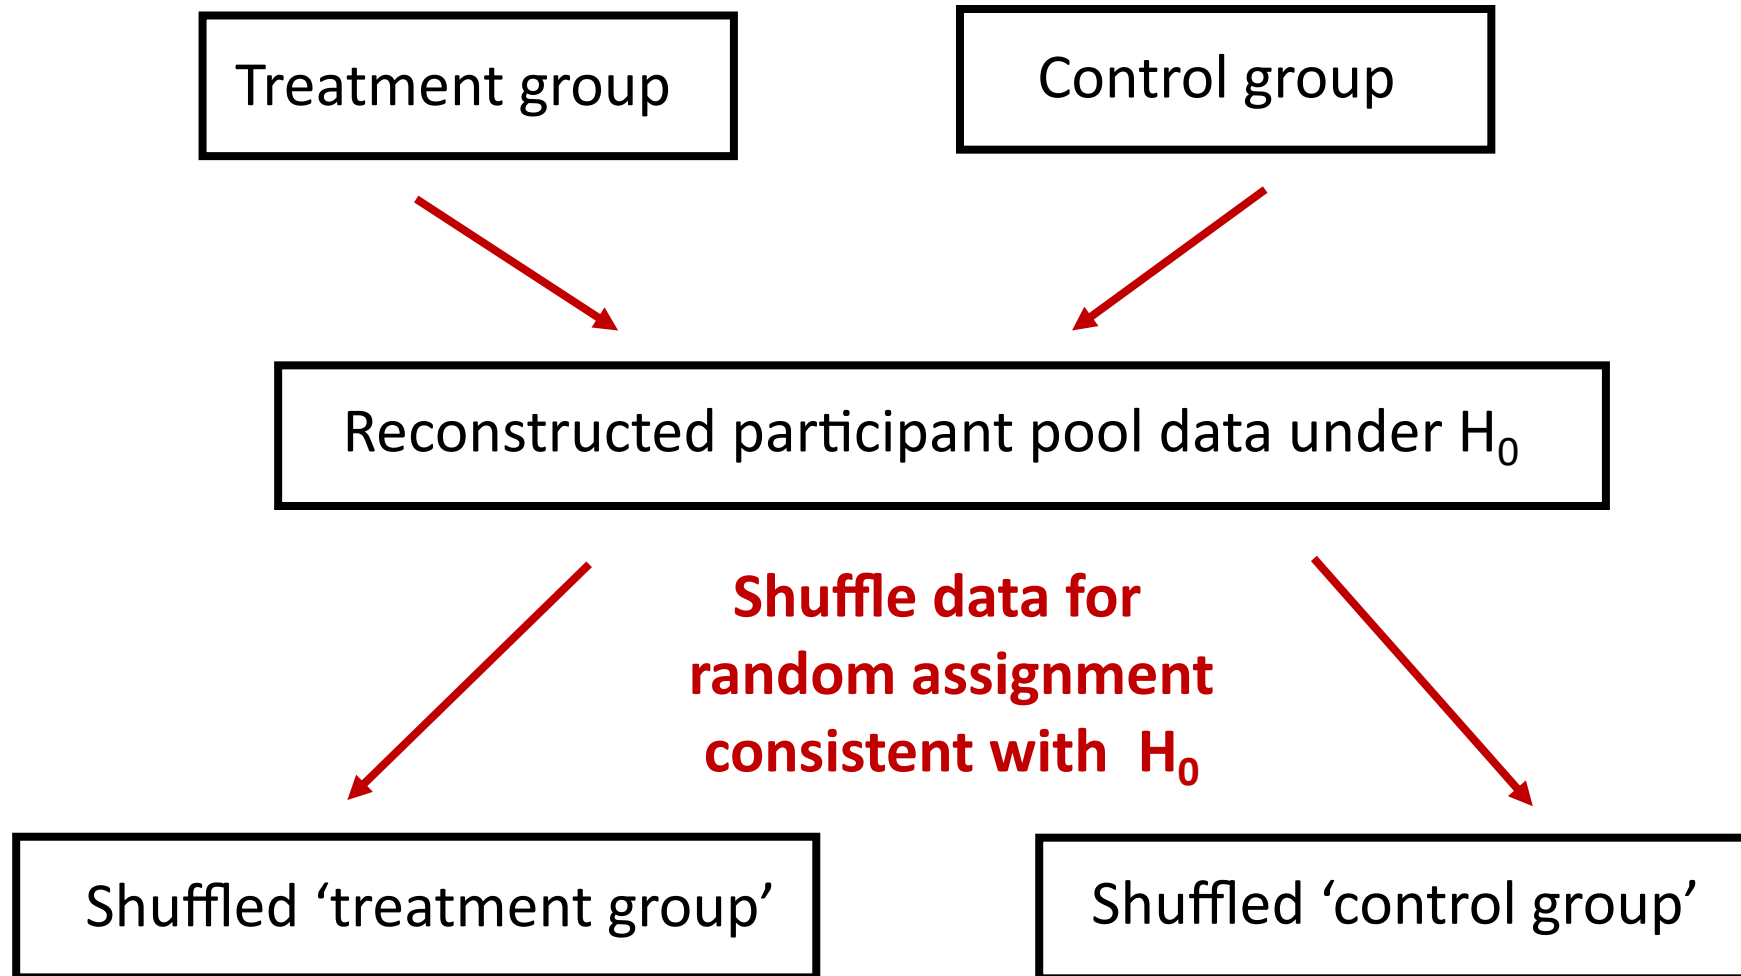 Treatment group
Control group
Reconstructed participant pool data under H₀
Shuffle data for
random assignment
consistent with H₀
Shuffled ‘treatment group’
Shuffled ‘control group’